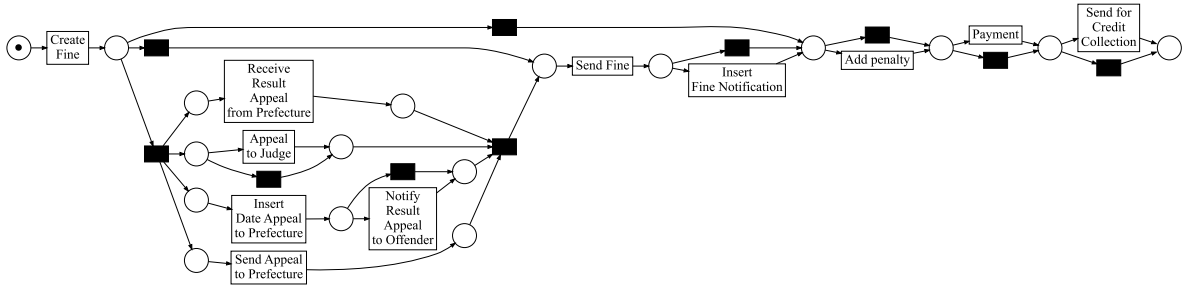 Create
Fine
Receive
Result
Appeal
from Prefecture
Appeal
to Judge
Insert
Date Appeal
to Prefecture
Notify
Result
Appeal
to Offender
Send Appeal
to Prefecture
Send Fine
Insert
Fine Notification
Add penalty
Payment
Send for
Credit
Collection